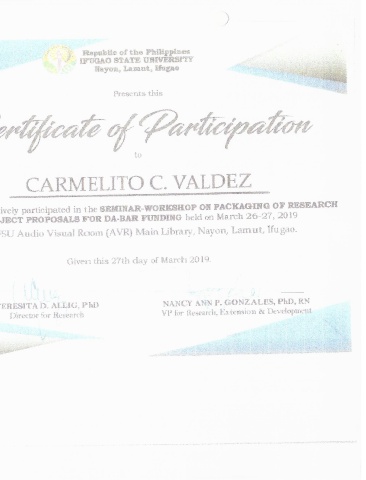 Republic of the Philippines
IFUGAO STATE UNIVERSITY
Nayon, Lamut, Ifugao
Presents this
ertificate of Participation
to
CARMELITO C. VALDEZ
ively participated in the SEMINAR-WORKSHOP ON PACKAGING OF RESEARCH
JECT PROPOSALS FOR DA-BAR FUNDING held on March 26-27, 2019
SU Audio Visual Room (AVR) Main Library, Nayon, Lamut, Ifugao.
Given this 27th day of March 2019.
ERESITA D. ALLIG, PhD
Director for Research
NANCY ANN P. GONZALES, PhD, RN
VP for Research, Extension & Development